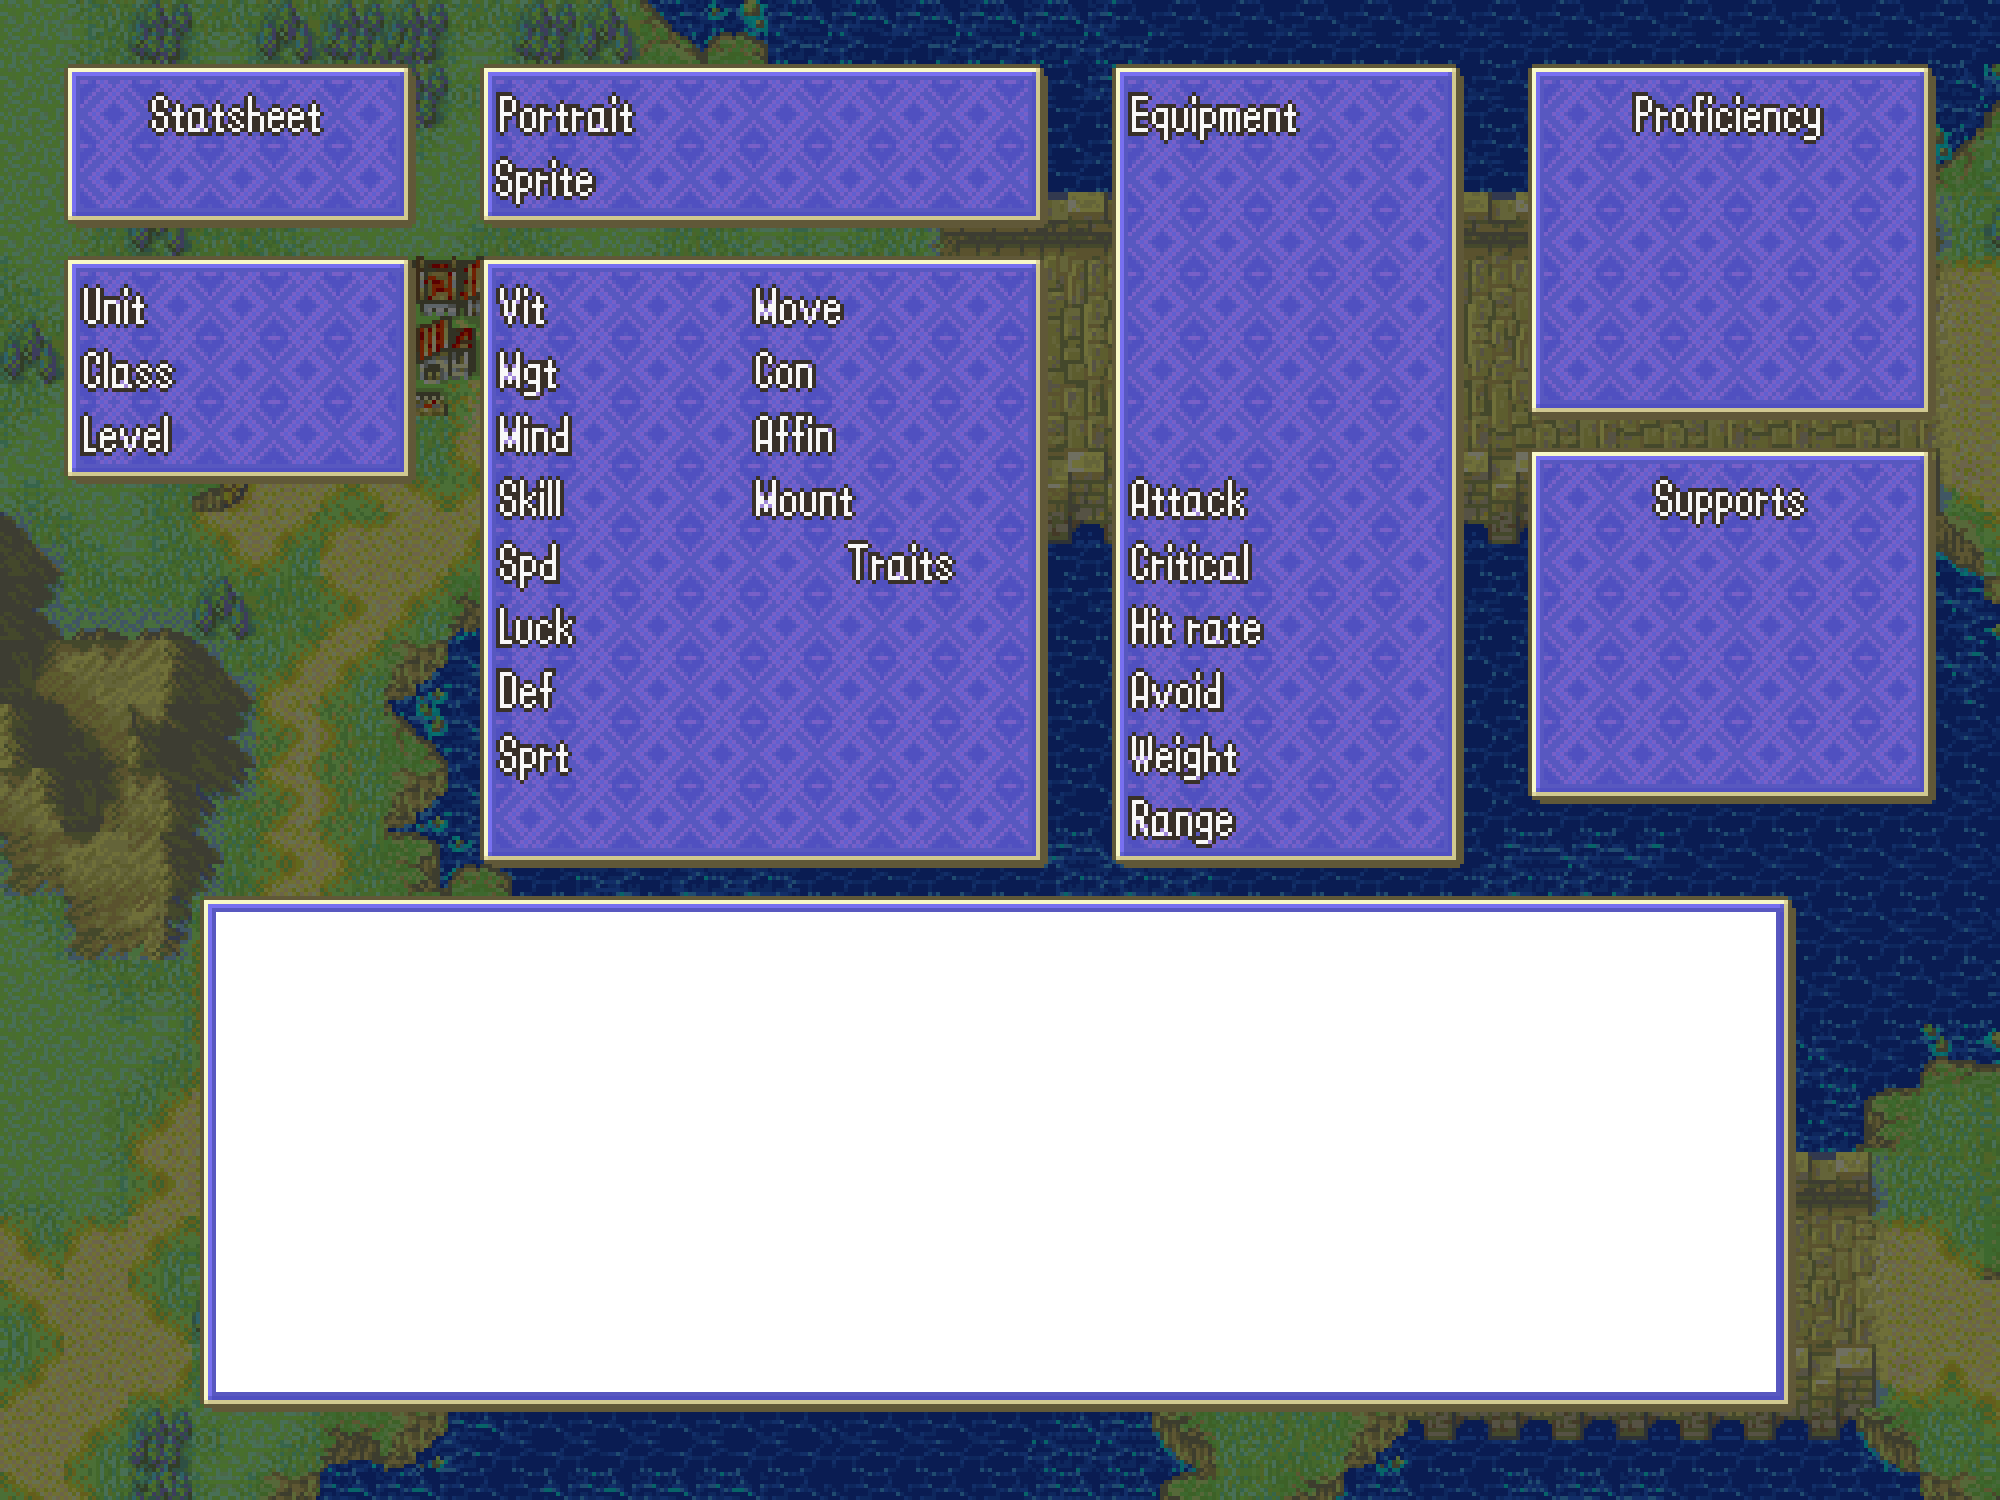 Statsheet
Portrait
Sprite
Unit
Class
Level
Vit
Mgt
Mind
Skill
Spd
Luck
Def
Sprt
Move
Con
Affin
Mount
Traits
Equipment
Attack
Critical
Hit rate
Avoid
Weight
Range
Proficiency
Supports